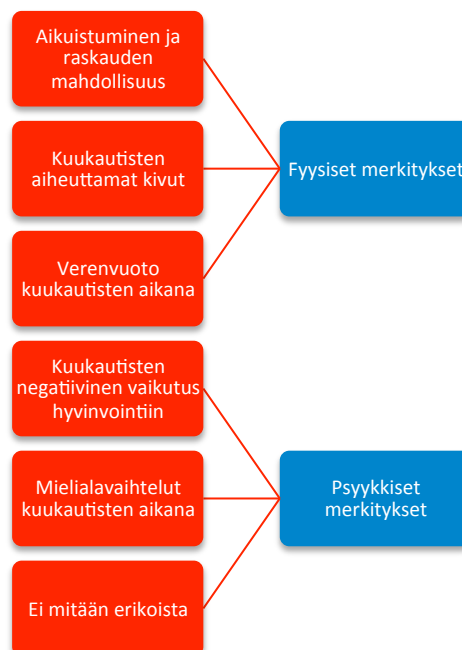 Aikuistuminen ja
raskauden
mahdollisuus
Kuukautisten
aiheuttamat kivut
Fyysiset merkitykset
Verenvuoto
kuukautisten aikana
Kuukautisten
negatiivinen vaikutus
hyvinvointiin
Mielialavaihtelut
kuukautisten aikana
Psyykkiset
merkitykset
Ei mitään erikoista